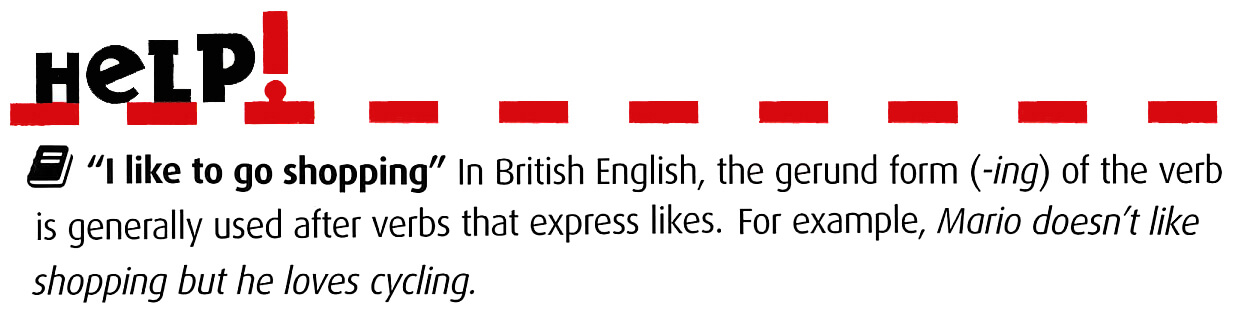 HeLP!
“I like to go shopping” In British English, the gerund form (-ing) of the verb
is generally used after verbs that express likes. For example, Mario doesn’t like
shopping but he loves cycling.